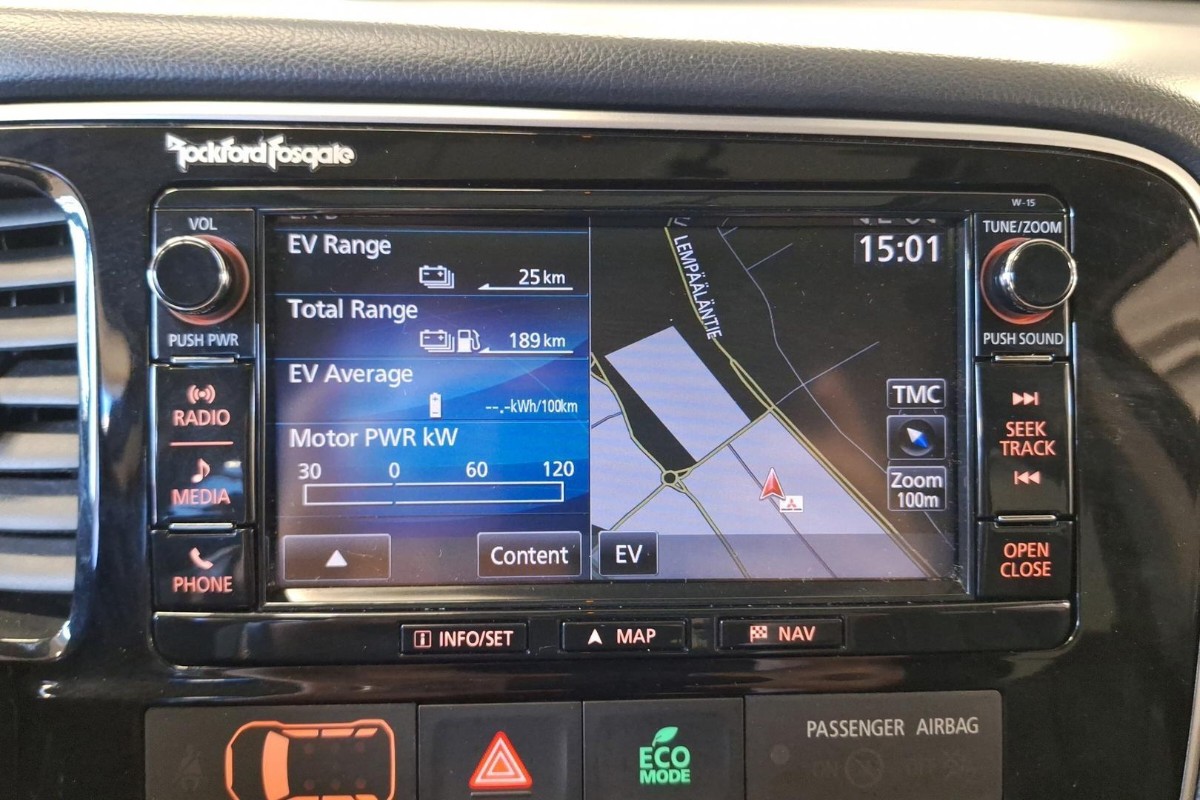 Rockford Fosgate
W-15
VOL
PUSH PWR
RADIO
MEDIA
PHONE
EV Range
25 km
Total Range
189 km
EV Average
--.-kWh/100km
Motor PWR kW
30 0 60 120
Content
LEMPÄÄLÄNTIE
15:01
TMC
Zoom
100m
EV
TUNE/ZOOM
PUSH SOUND
SEEK
TRACK
OPEN
CLOSE
INFO/SET
MAP
NAV
ECO
MODE
PASSENGER AIRBAG